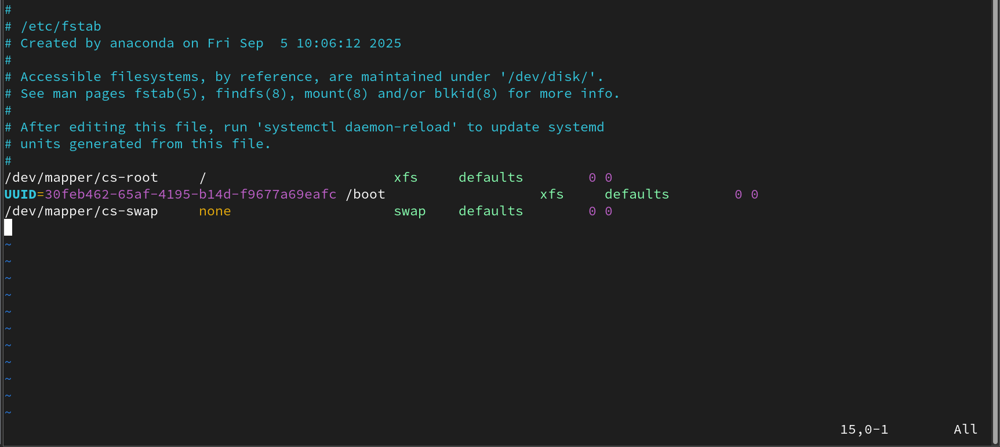 #
# /etc/fstab
# Created by anaconda on Fri Sep  5 10:06:12 2025
#
# Accessible filesystems, by reference, are maintained under '/dev/disk/'.
# See man pages fstab(5), findfs(8), mount(8) and/or blkid(8) for more info.
#
# After editing this file, run 'systemctl daemon-reload' to update systemd
# units generated from this file.
#
/dev/mapper/cs-root     /                       xfs     defaults        0 0
UUID=30feb462-65af-4195-b14d-f9677a69eafc /boot                   xfs     defaults        0 0
/dev/mapper/cs-swap     none                    swap    defaults        0 0
~
~
~
~
~
~
~
~
~
~
~
15,0-1        All